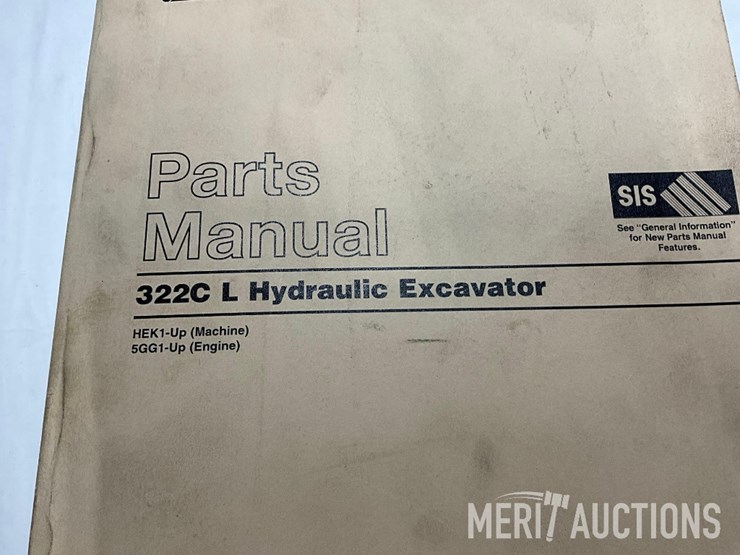 Parts
Manual
SIS
See "General Information"
for New Parts Manual
Features.
322C L Hydraulic Excavator
HEK1-Up (Machine)
5GG1-Up (Engine)
MERIT AUCTIONS